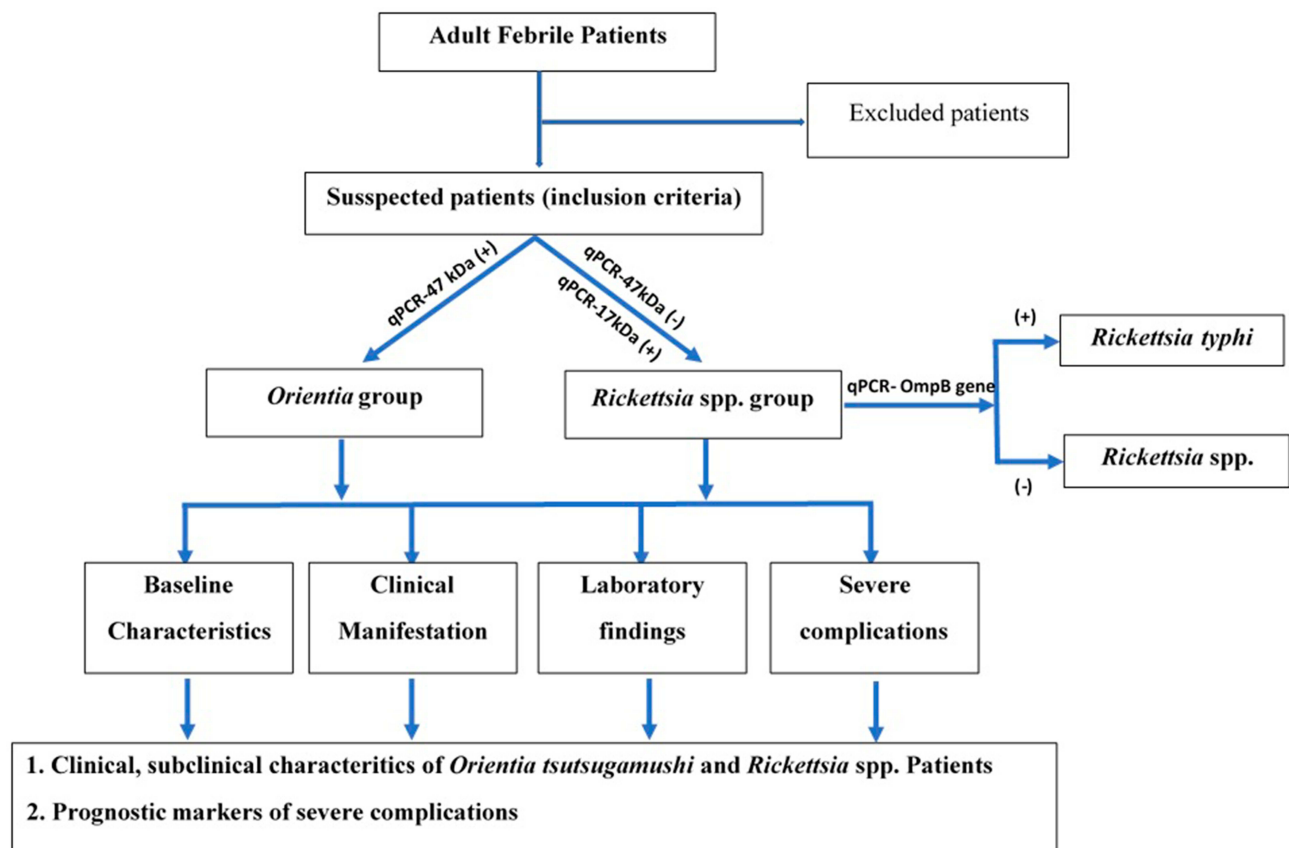 Adult Febrile Patients
Excluded patients
Susspected patients (inclusion criteria)
qPCR-47 kDa (+)
qPCR-47kDa (-)
qPCR-17kDa (+)
Orientia group
Rickettsia spp. group
qPCR- OmpB gene
(+)
Rickettsia typhi
Rickettsia spp.
(-)
Baseline
Characteristics
Clinical
Manifestation
Laboratory
findings
Severe
complications
1. Clinical, subclinical characteritics of Orientia tsutsugamushi and Rickettsia spp. Patients
2. Prognostic markers of severe complications